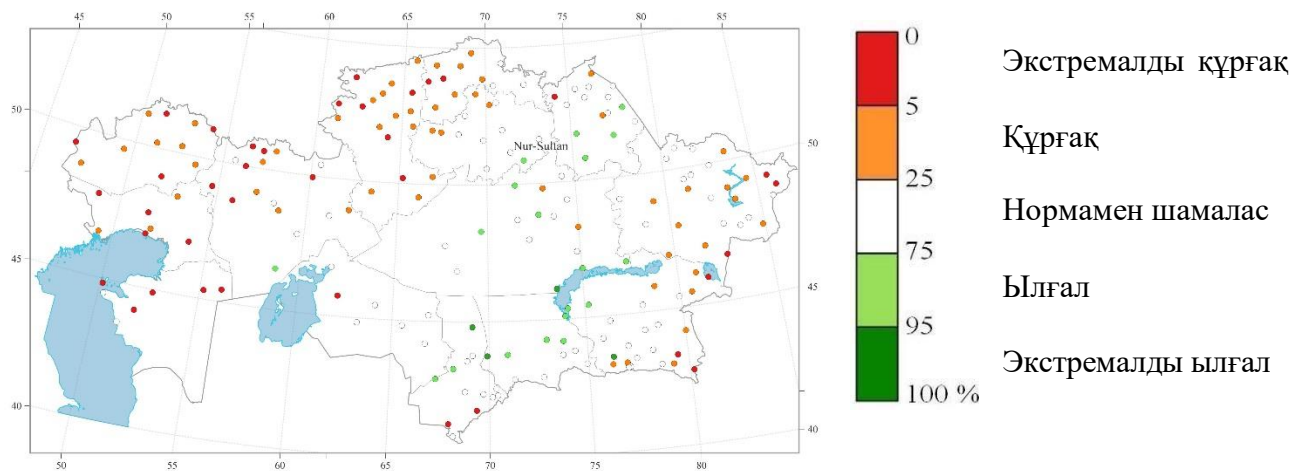 45 50 55 60 65 70 75 80 85
0
Экстремалды құрғақ
50
5
Құрғақ
Nur-Sultan
50
25
Нормамен шамалас
45
45
75
Ылғал
95
Экстремалды ылғал
100 %
40
40
50 55 60 65 70 75 80